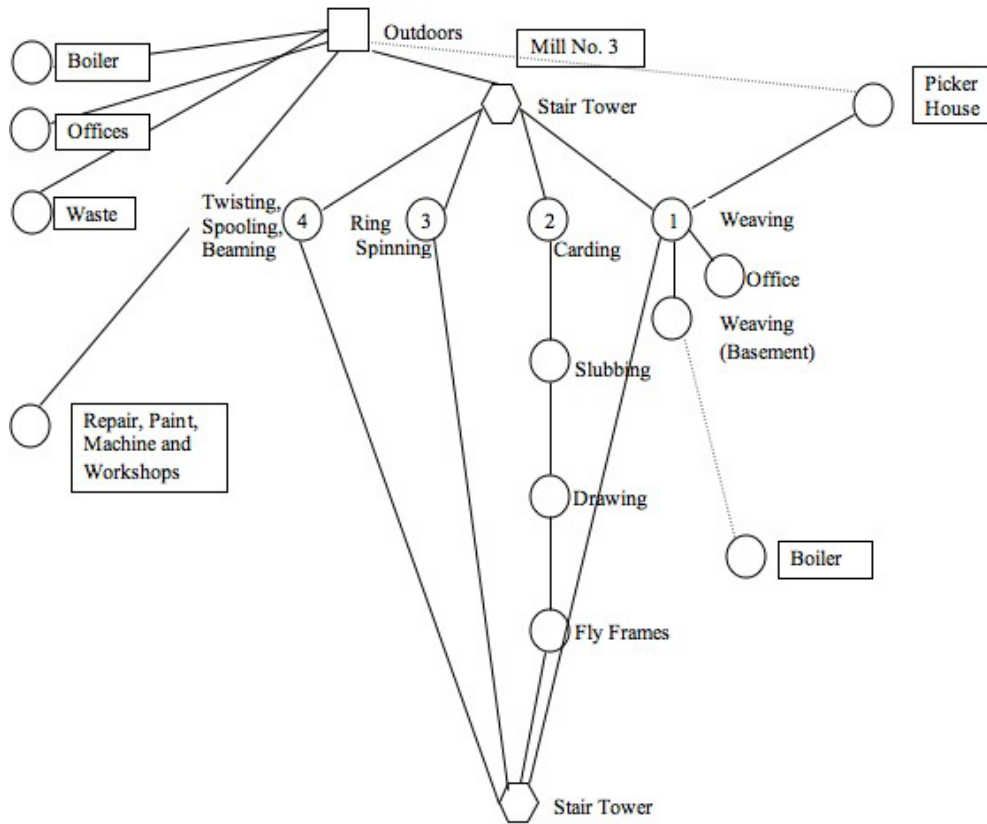 Outdoors
Mill No. 3
Boiler
Picker
House
Stair Tower
Offices
Waste
Twisting,
Spooling,
Beaming
4
Ring
Spinning
3
2
Carding
1
Weaving
Office
Weaving
(Basement)
Slubbing
Repair, Paint,
Machine and
Workshops
Drawing
Boiler
Fly Frames
Stair Tower